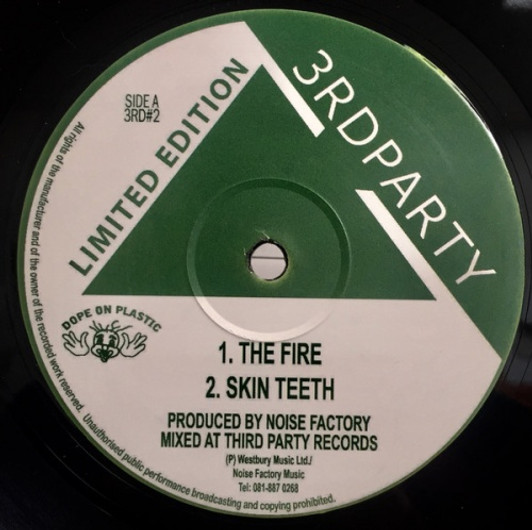 SIDE A
3RD#2
LIMITED EDITION
3RDPARTY
DOPE ON PLASTIC
1. THE FIRE
2. SKIN TEETH
PRODUCED BY NOISE FACTORY
MIXED AT THIRD PARTY RECORDS
(P) Westbury Music Ltd./
Noise Factory Music
Tel: 081-887 0268
All rights of the manufacturer and of the owner of the recorded work reserved. Unauthorised public performance broadcasting and copying prohibited.